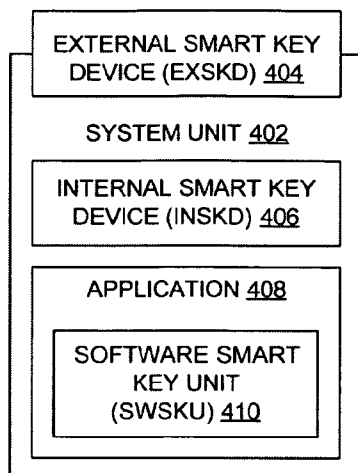 EXTERNAL SMART KEY
DEVICE (EXSKD) 404
SYSTEM UNIT 402
INTERNAL SMART KEY
DEVICE (INSKD) 406
APPLICATION 408
SOFTWARE SMART
KEY UNIT
(SWSKU) 410